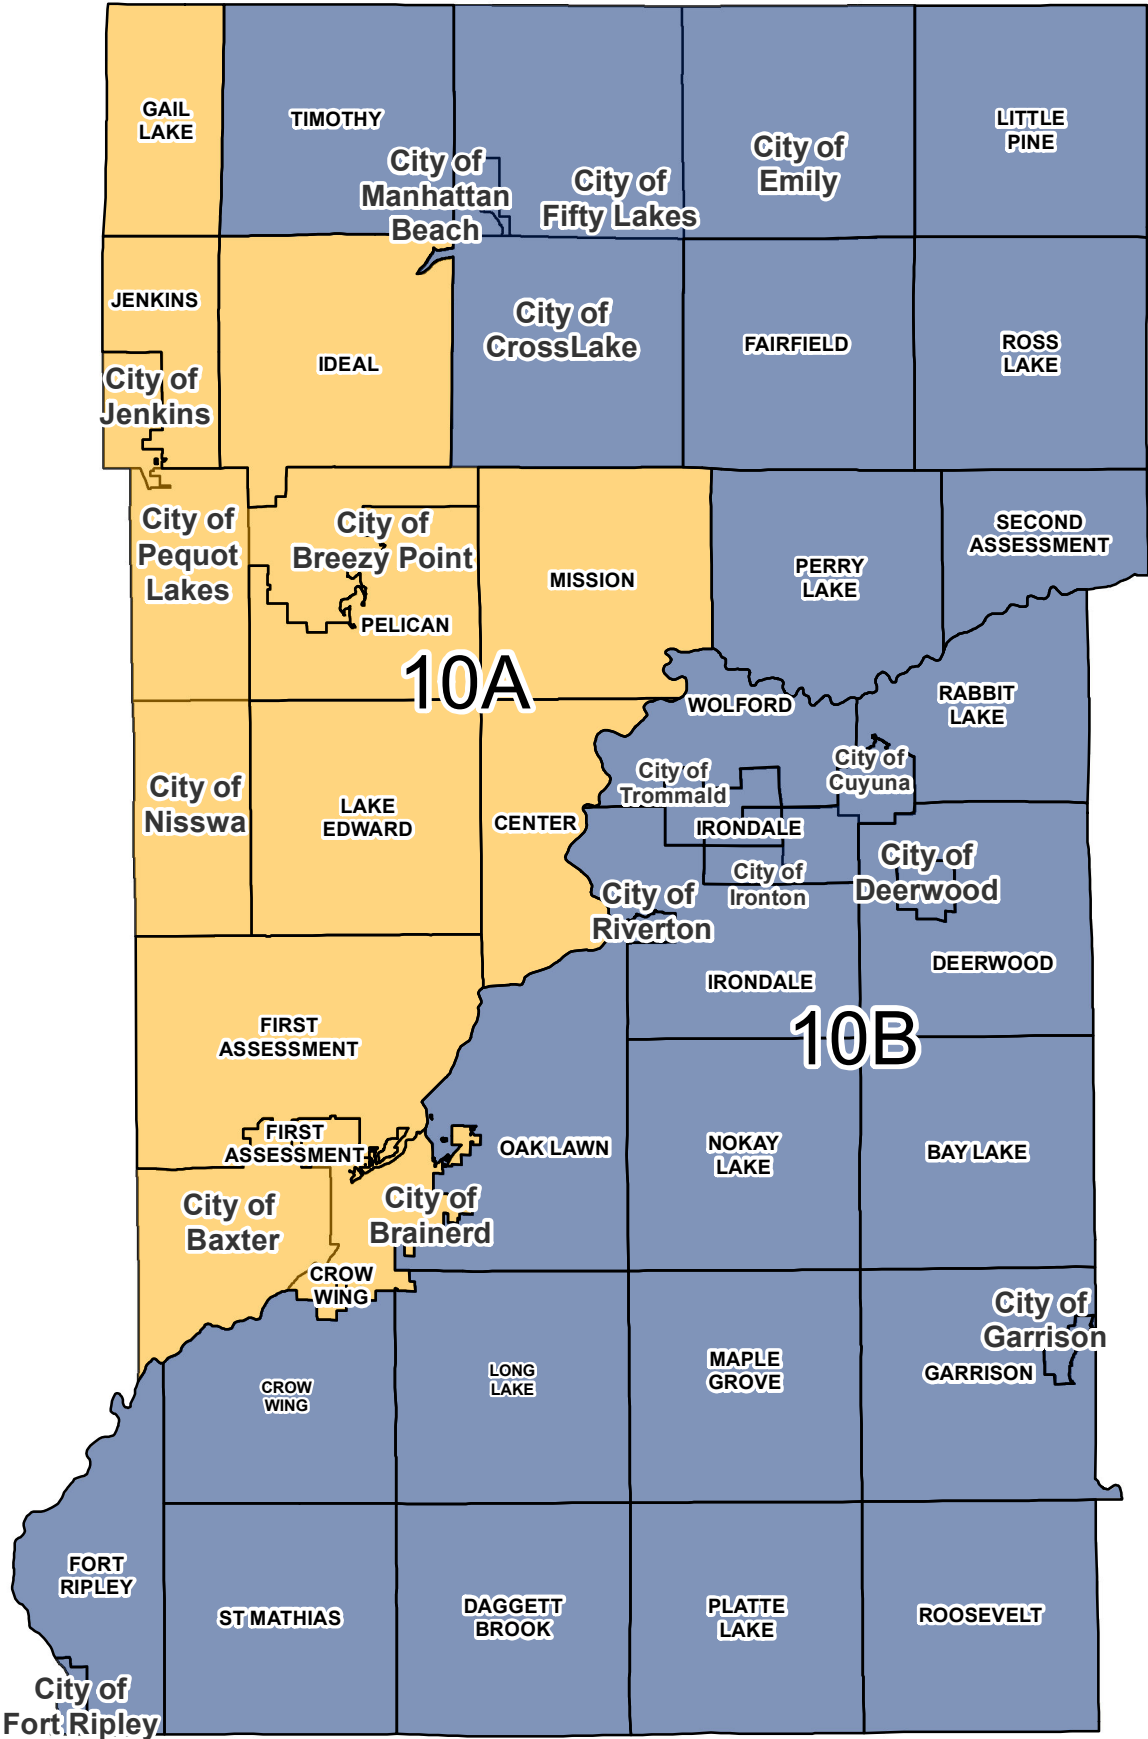 GAIL
LAKE
TIMOTHY
LITTLE
PINE
City of
Manhattan
Beach
City of
Fifty Lakes
City of
Emily
JENKINS
City of
Jenkins
IDEAL
City of
CrossLake
FAIRFIELD
ROSS
LAKE
City of
Pequot
Lakes
City of
Breezy Point
PELICAN
MISSION
PERRY
LAKE
SECOND
ASSESSMENT
10A
WOLFORD
RABBIT
LAKE
City of
Nisswa
LAKE
EDWARD
CENTER
City of
Trommald
City of
Cuyuna
IRONDALE
City of
Ironton
City of
Deerwood
City of
Riverton
IRONDALE
DEERWOOD
10B
FIRST
ASSESSMENT
FIRST
ASSESSMENT
OAK LAWN
NOKAY
LAKE
BAY LAKE
City of
Baxter
City of
Brainerd
CROW
WING
City of
Garrison
GARRISON
CROW
WING
LONG
LAKE
MAPLE
GROVE
FORT
RIPLEY
ST MATHIAS
DAGGETT
BROOK
PLATTE
LAKE
ROOSEVELT
City of
Fort Ripley